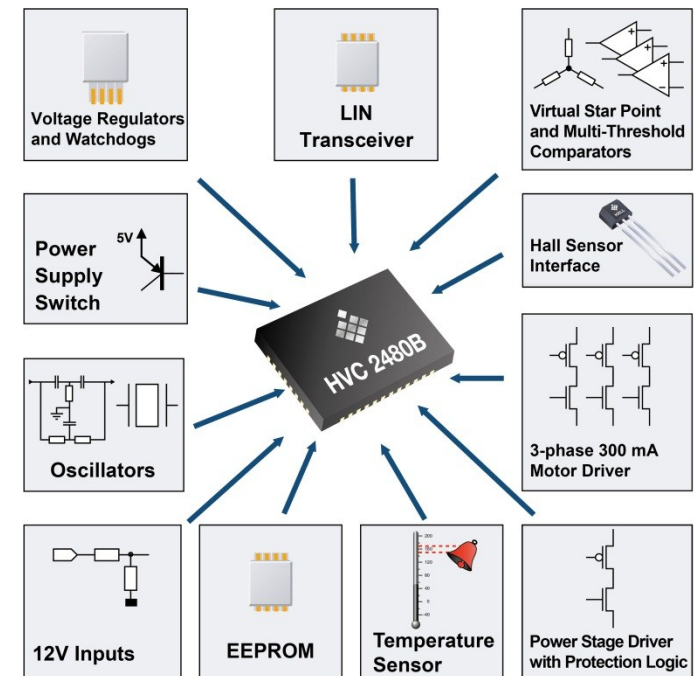 Voltage Regulators
and Watchdogs
LIN
Transceiver
Virtual Star Point
and Multi-Threshold
Comparators
Power
Supply
Switch
5V
Hall Sensor
Interface
HVC 2480B
Oscillators
3-phase 300 mA
Motor Driver
12V Inputs
EEPROM
Temperature
Sensor
Power Stage Driver
with Protection Logic